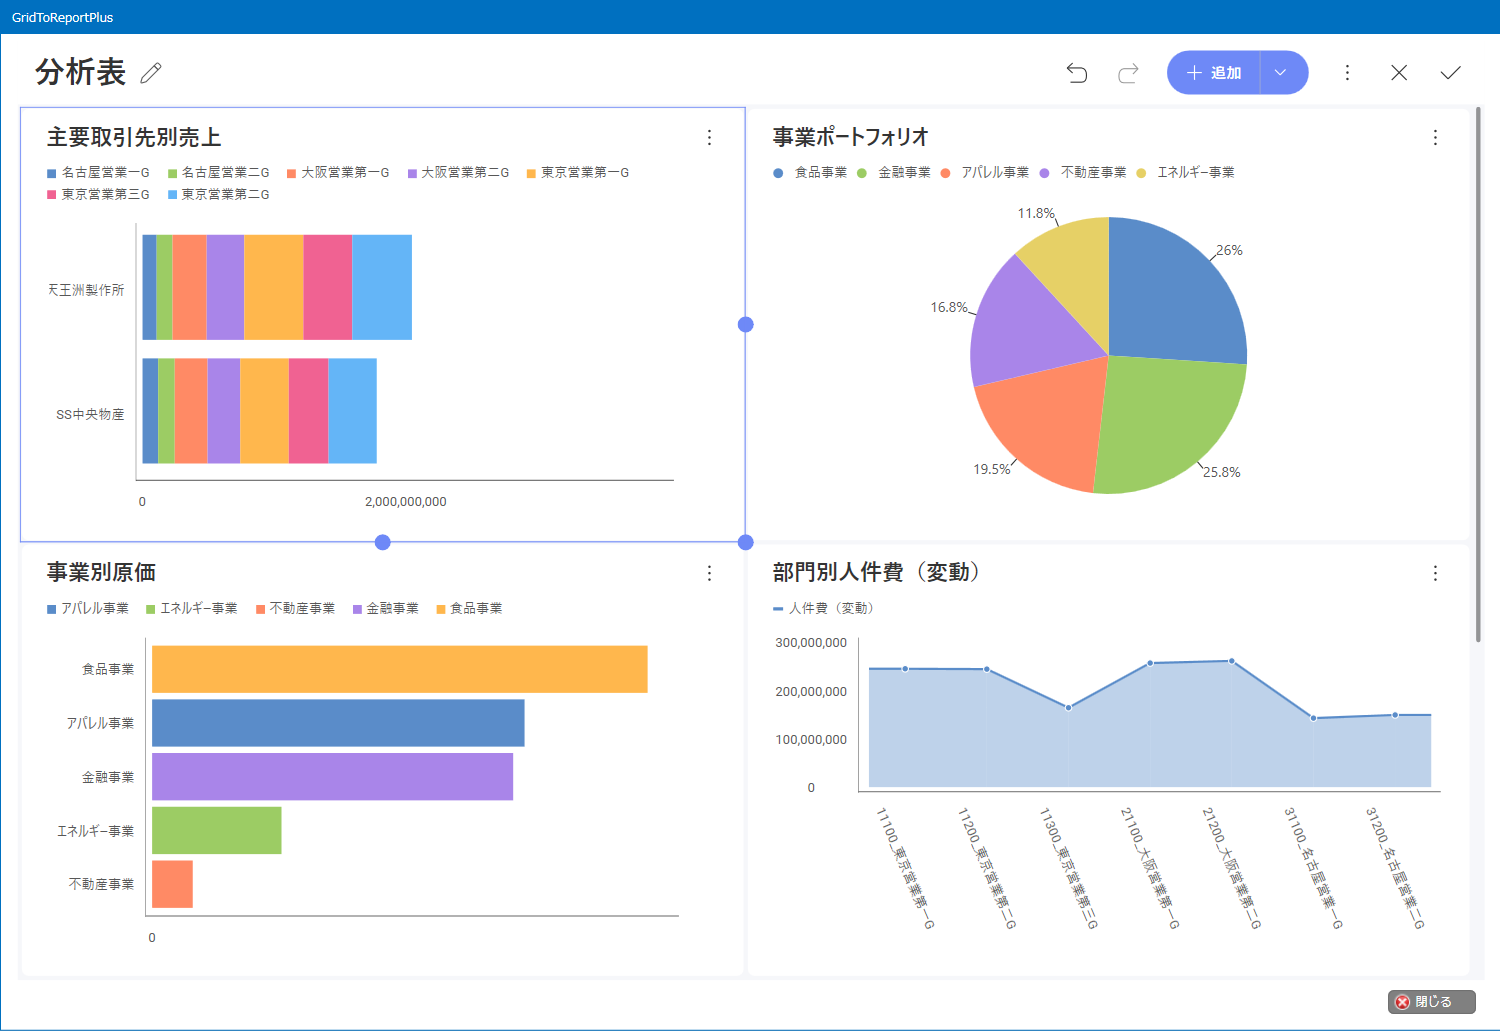 GridToReportPlus
分析表
追加
主要取引先別売上
名古屋営業一G 名古屋営業二G 大阪営業第一G 大阪営業第二G 東京営業第一G
東京営業第三G 東京営業第二G
天王洲製作所
SS中央物産
0 2,000,000,000
事業ポートフォリオ
食品事業 金融事業 アパレル事業 不動産事業 エネルギー事業
11.8%
26%
16.8%
19.5%
25.8%
事業別原価
アパレル事業 エネルギー事業 不動産事業 金融事業 食品事業
食品事業
アパレル事業
金融事業
エネルギー事業
不動産事業
0
部門別人件費（変動）
人件費（変動）
300,000,000
200,000,000
100,000,000
0
11100_東京営業第一G
11200_東京営業第二G
11300_東京営業第三G
21100_大阪営業第一G
21200_大阪営業第二G
31100_名古屋営業一G
31200_名古屋営業二G
閉じる